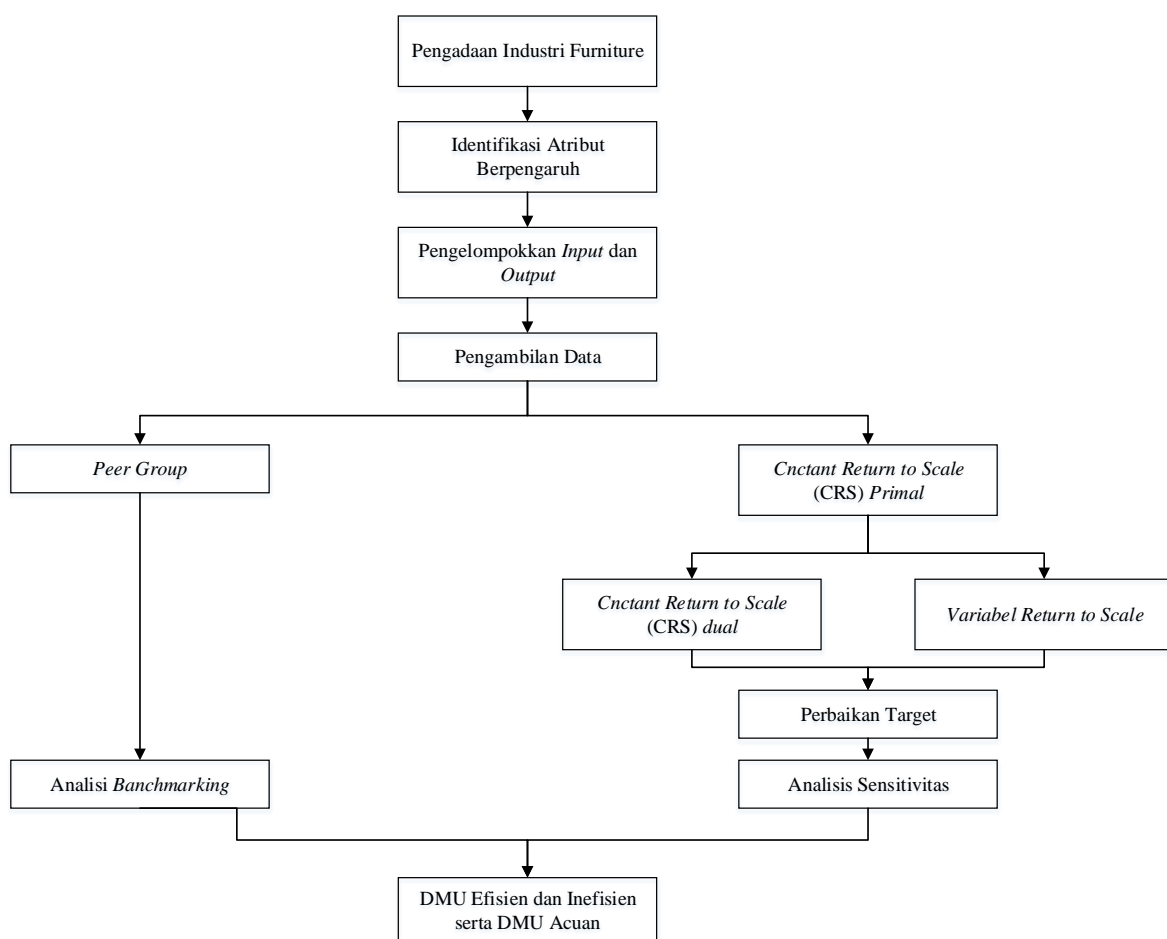 Pengadaan Industri Furniture
Identifikasi Atribut
Berpengaruh
Pengelompokkan Input dan
Output
Pengambilan Data
Peer Group
Cnctant Return to Scale
(CRS) Primal
Cnctant Return to Scale
(CRS) dual
Variabel Return to Scale
Perbaikan Target
Analisi Banchmarking
Analisis Sensitivitas
DMU Efisien dan Inefisien
serta DMU Acuan